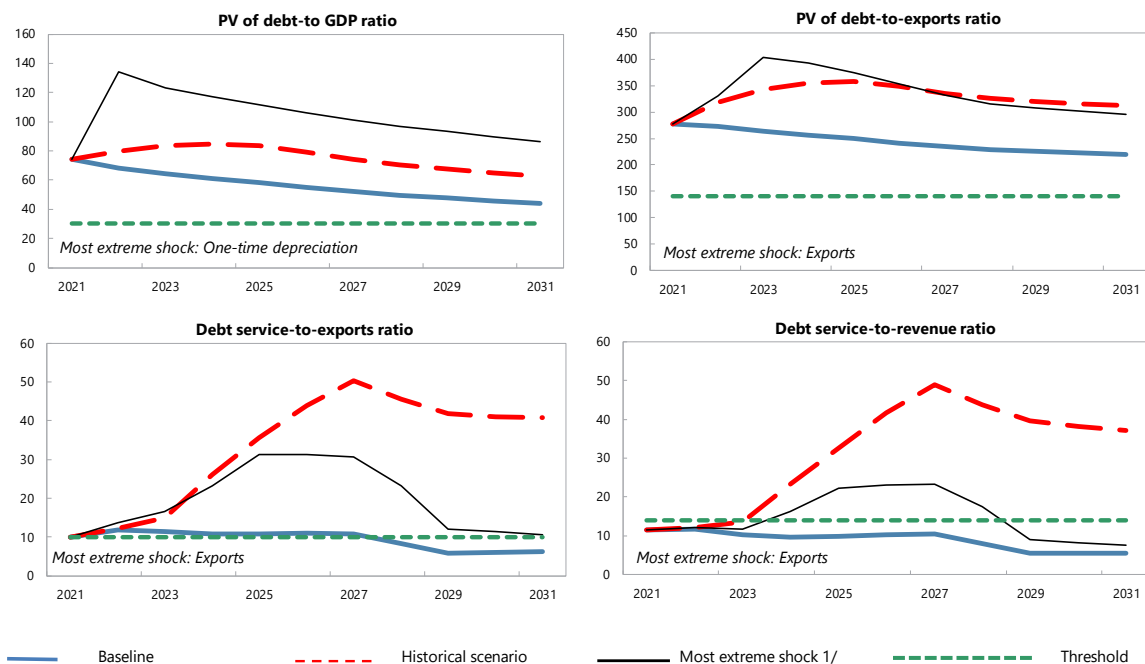 PV of debt-to GDP ratio
160
140
120
100
80
60
40
20
0
Most extreme shock: One-time depreciation
2021 2023 2025 2027 2029 2031
PV of debt-to-exports ratio
450
400
350
300
250
200
150
100
50
0
Most extreme shock: Exports
2021 2023 2025 2027 2029 2031
Debt service-to-exports ratio
60
50
40
30
20
10
0
Most extreme shock: Exports
2021 2023 2025 2027 2029 2031
Debt service-to-revenue ratio
60
50
40
30
20
10
0
Most extreme shock: Exports
2021 2023 2025 2027 2029 2031
Baseline Historical scenario Most extreme shock 1/ Threshold